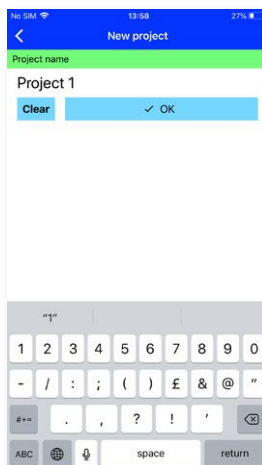 No SIM 13:58 27%
New project
Project name
Project 1
Clear ✓ OK
"1"
1 2 3 4 5 6 7 8 9 0
- / : ; ( ) £ & @ "
#+= . , ? ! '
ABC space return